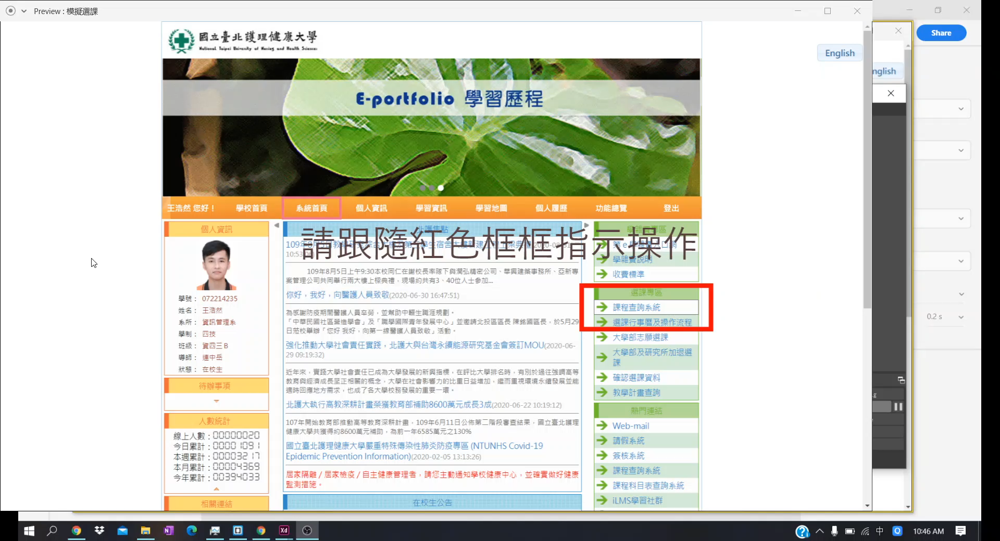 Preview : 模擬選課
Share
English
nglish
國立臺北護理健康大學
National Taipei University of Nursing and Health Sciences
E-portfolio 學習歷程
王浩然 您好！ 學校首頁 系統首頁 個人資訊 學習資訊 學習地圖 個人履歷 功能總覽 登出
請跟隨紅色框框指示操作
個人資訊
學號： 072214235
姓名： 王浩然
系所： 資訊管理系
學制： 四技
班級： 資四三B
導師： 連中岳
狀態： 在校生
待辦事項
人數統計
線上人數：00000020
今日累計：00001091
本週累計：00003217
本月累計：00004369
今年累計：00394033
相關連結
北護焦點
109年8月5日
10:53:06)
109年8月5日上午9:30本校同仁在謝校長率隊下與潤弘精密公司、華興建築事務所、亞新專
案管理公司共同舉行兩大樓上樑典禮，現場約共有3、40位人士參加...
你好，我好，向醫護人員致敬(2020-06-30 16:47:51)
為感謝防疫期間醫護人員辛勞，並幫助中輟生職涯規劃。
「中華民國社區營造學會」及「職學國際青年發展中心」並邀請北投區區長 陳銘國區長，於5月29
日蒞校舉辦「您好 我好，向第一線醫護人員致敬」活動。
強化推動大學社會責任實踐，北護大與台灣永續能源研究基金會簽訂MOU(2020-06-
29 09:19:32)
近年來，實踐大學社會責任已成為大學發展的新興指標，在評比大學排名時，有別於過往強調高等
教育與經濟成長呈正相關的概念，大學在社會影響力的比重日益增加，繼而重視環境永續發展並能
適時回應地方需求，也成了各大學校務發展的重要一環。
北護大執行高教深耕計畫榮獲教育部補助8600萬元成長3成(2020-06-22 10:19:12)
107年開始教育部推動高等教育深耕計畫，109年6月11日公佈第二階段審查結果，國立臺北護理
健康大學共獲得約8600萬元補助，為前一年6585萬元之130%
國立臺北護理健康大學嚴重特殊傳染性肺炎防疫專區 (NTUNHS Covid-19
Epidemic Prevention Information)(2020-02-05 13:13:26)
居家隔離 / 居家檢疫 / 自主健康管理者，請您主動通知學校健康中心，並確實做好健康
監測措施。
在校生公告
學雜費專區
學雜費說明
收費標準
選課專區
課程查詢系統
選課行事曆及操作流程
大學部志願選課
大學部及研究所加退選
課
確認選課資料
教學計畫查詢
熱門連結
Web-mail
請假系統
簽核系統
課程查詢系統
課程科目表查詢系統
iLMS學習社群
0.2 s
中
10:46 AM